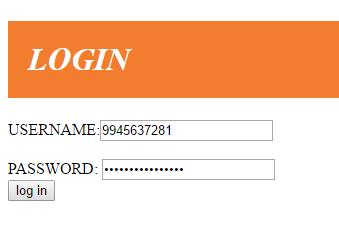 LOGIN
USERNAME:9945637281
PASSWORD: ••••••••••••••••
log in